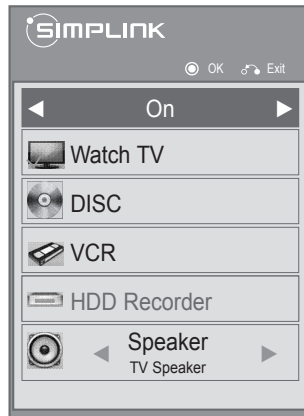 SIMPLINK
OK Exit
On
Watch TV
DISC
VCR
HDD Recorder
Speaker
TV Speaker